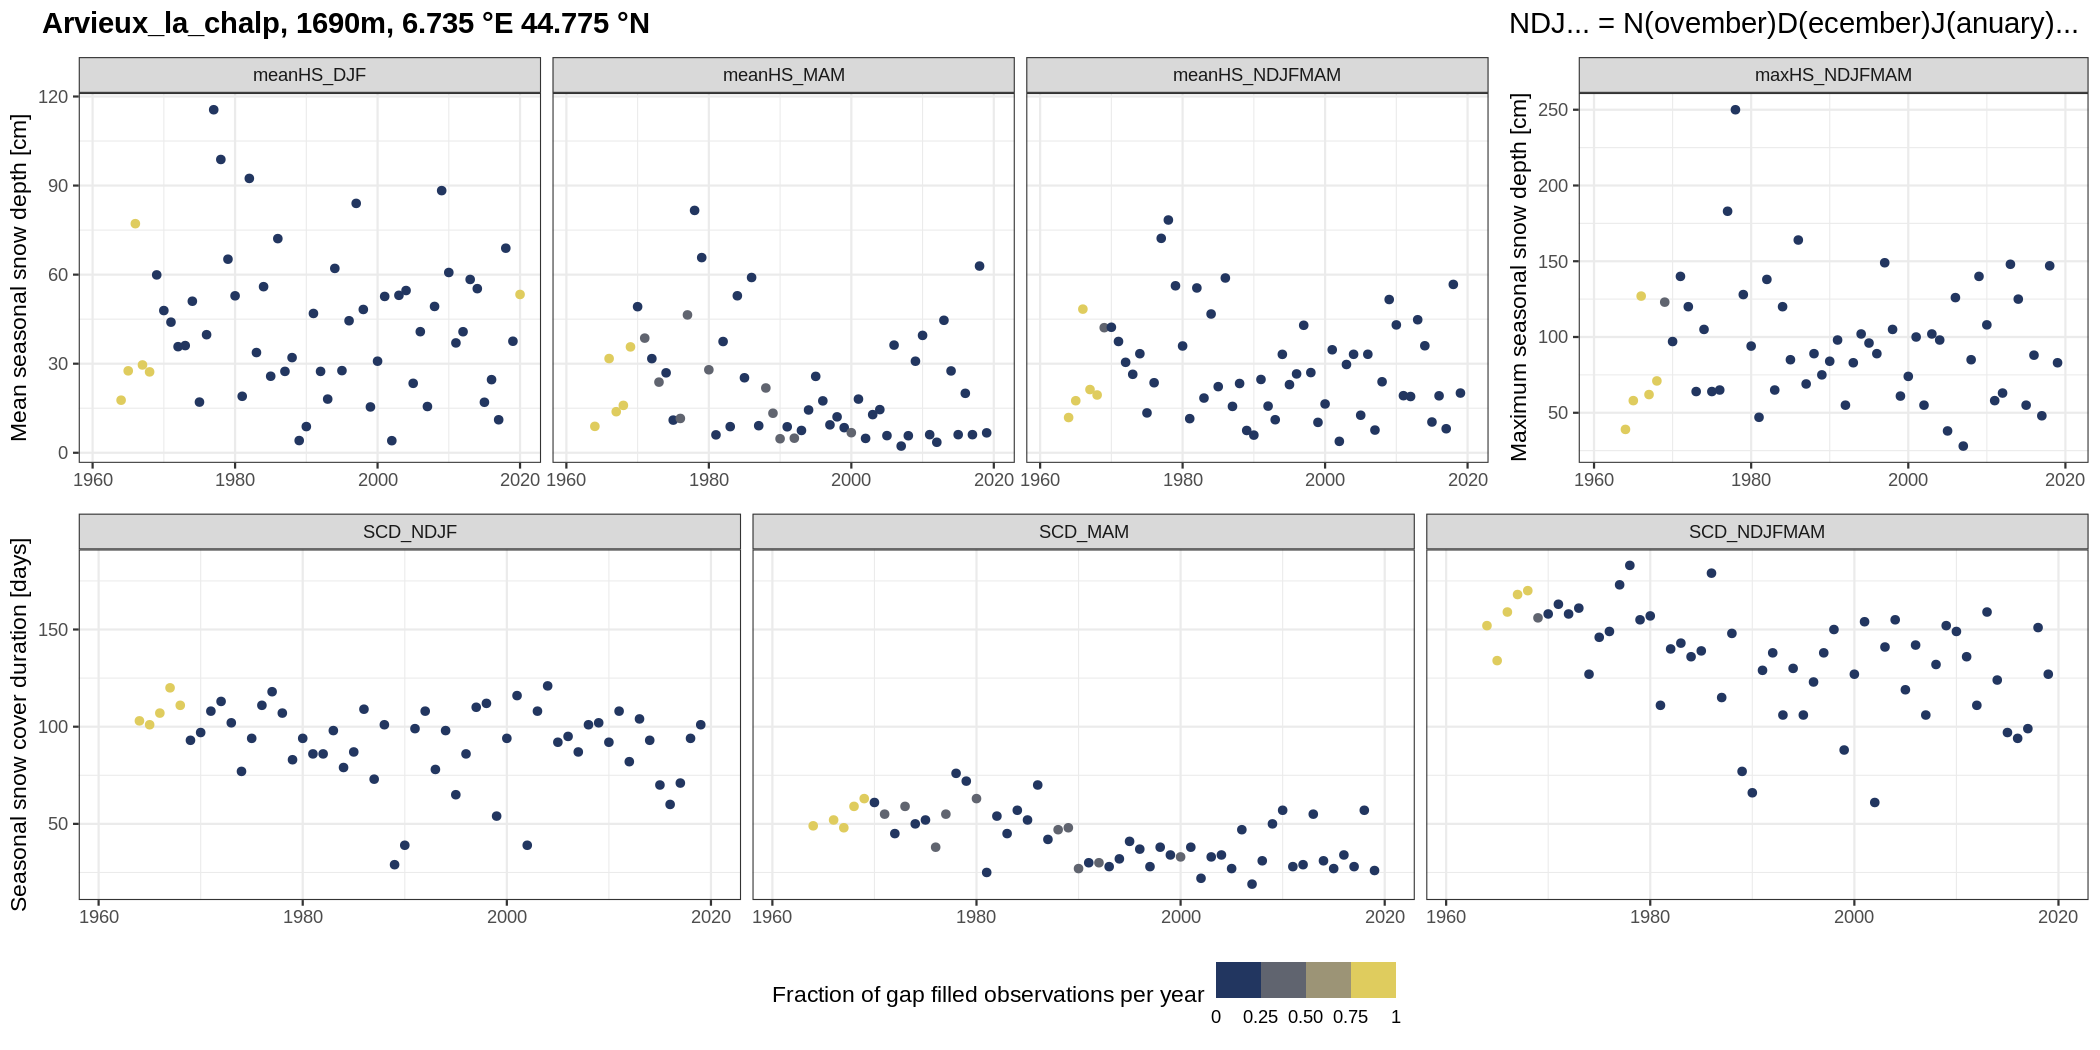 Arvieux_la_chalp, 1690m, 6.735 °E 44.775 °N
NDJ... = N(ovember)D(ecember)J(anuary)...
meanHS_DJF
meanHS_MAM
meanHS_NDJFMAM
maxHS_NDJFMAM
Mean seasonal snow depth [cm]
120
90
60
30
0
1960 1980 2000 2020
1960 1980 2000 2020
1960 1980 2000 2020
Maximum seasonal snow depth [cm]
250
200
150
100
50
1960 1980 2000 2020
SCD_NDJF
SCD_MAM
SCD_NDJFMAM
Seasonal snow cover duration [days]
150
100
50
1960 1980 2000 2020
1960 1980 2000 2020
1960 1980 2000 2020
Fraction of gap filled observations per year
0 0.25 0.50 0.75 1